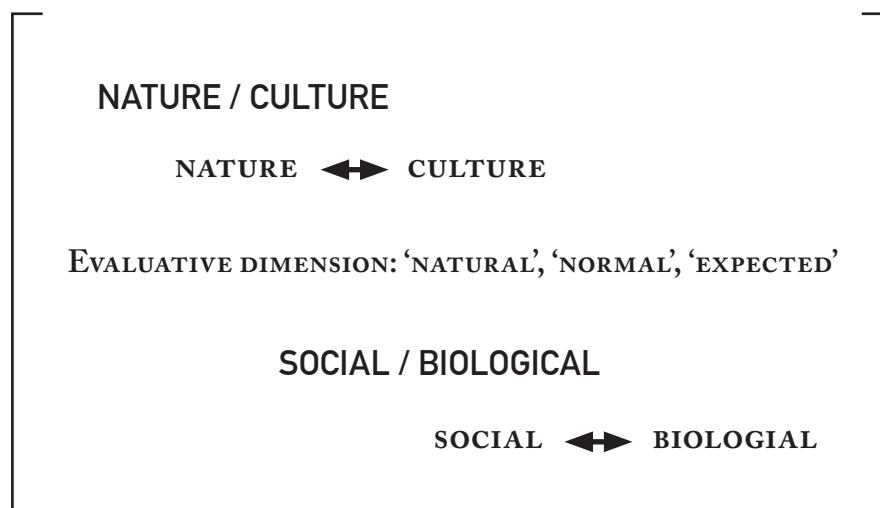 NATURE / CULTURE
NATURE ◄► CULTURE
EVALUATIVE DIMENSION: ‘NATURAL’, ‘NORMAL’, ‘EXPECTED’
SOCIAL / BIOLOGICAL
SOCIAL ◄► BIOLOGIAL